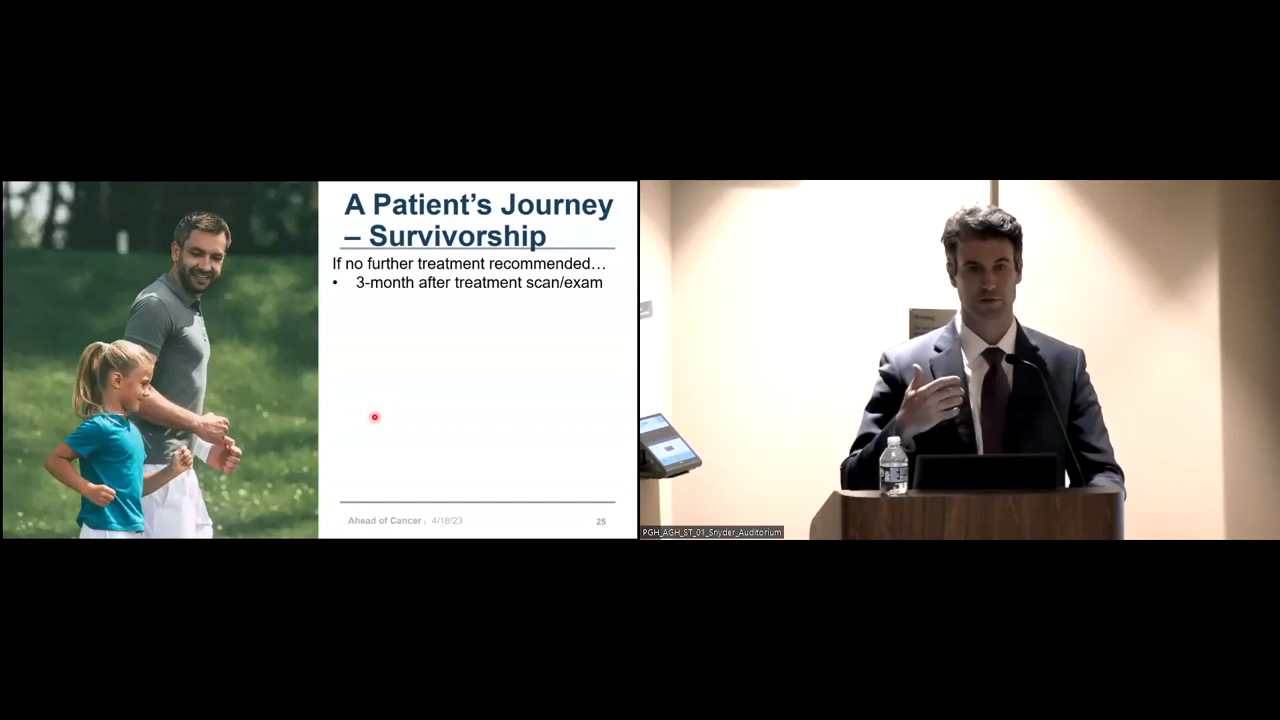 A Patient's Journey
– Survivorship
If no further treatment recommended…
• 3-month after treatment scan/exam
Ahead of Cancer | 4/18/23
25
PGH_AGH_ST_01_Snyder_Auditorium